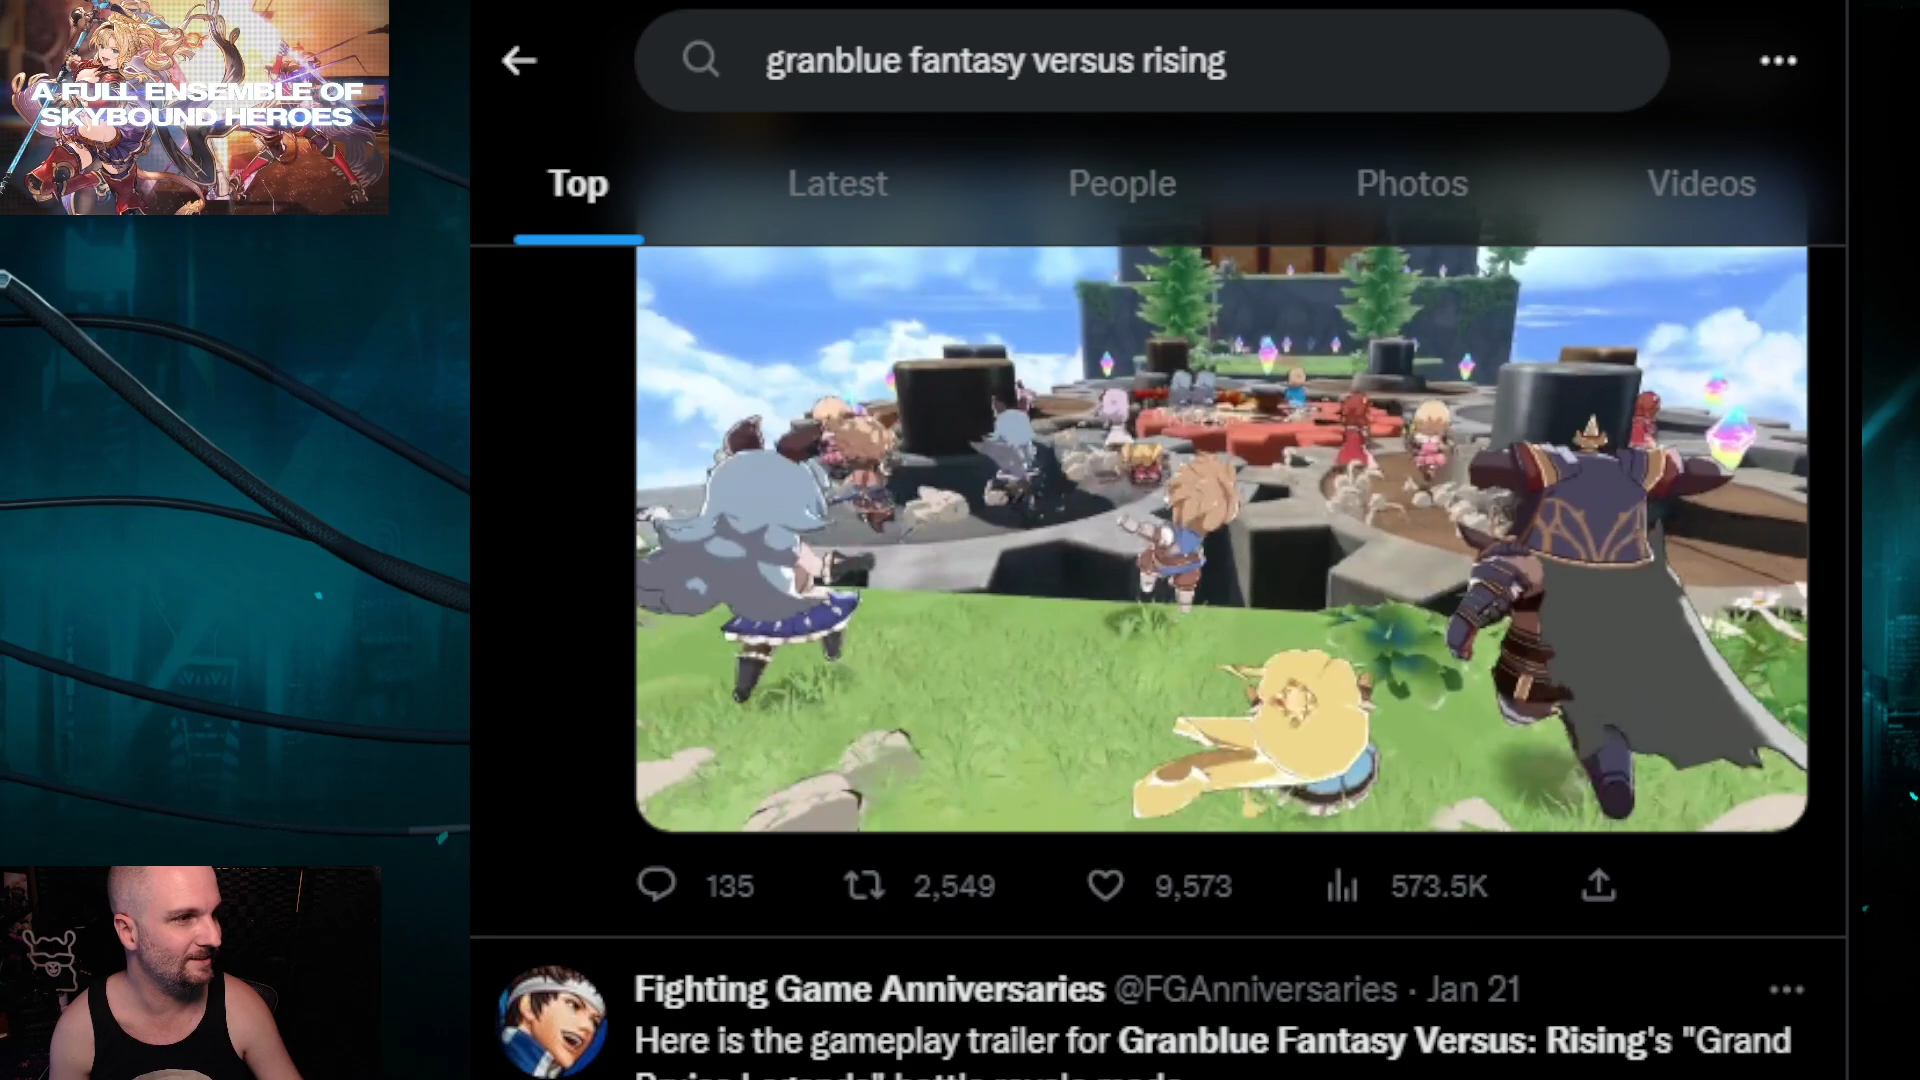 A FULL ENSEMBLE OF
SKYBOUND HEROES
granblue fantasy versus rising
Top
Latest
People
Photos
Videos
135
2,549
9,573
573.5K
Fighting Game Anniversaries @FGAnniversaries · Jan 21
Here is the gameplay trailer for Granblue Fantasy Versus: Rising's "Grand